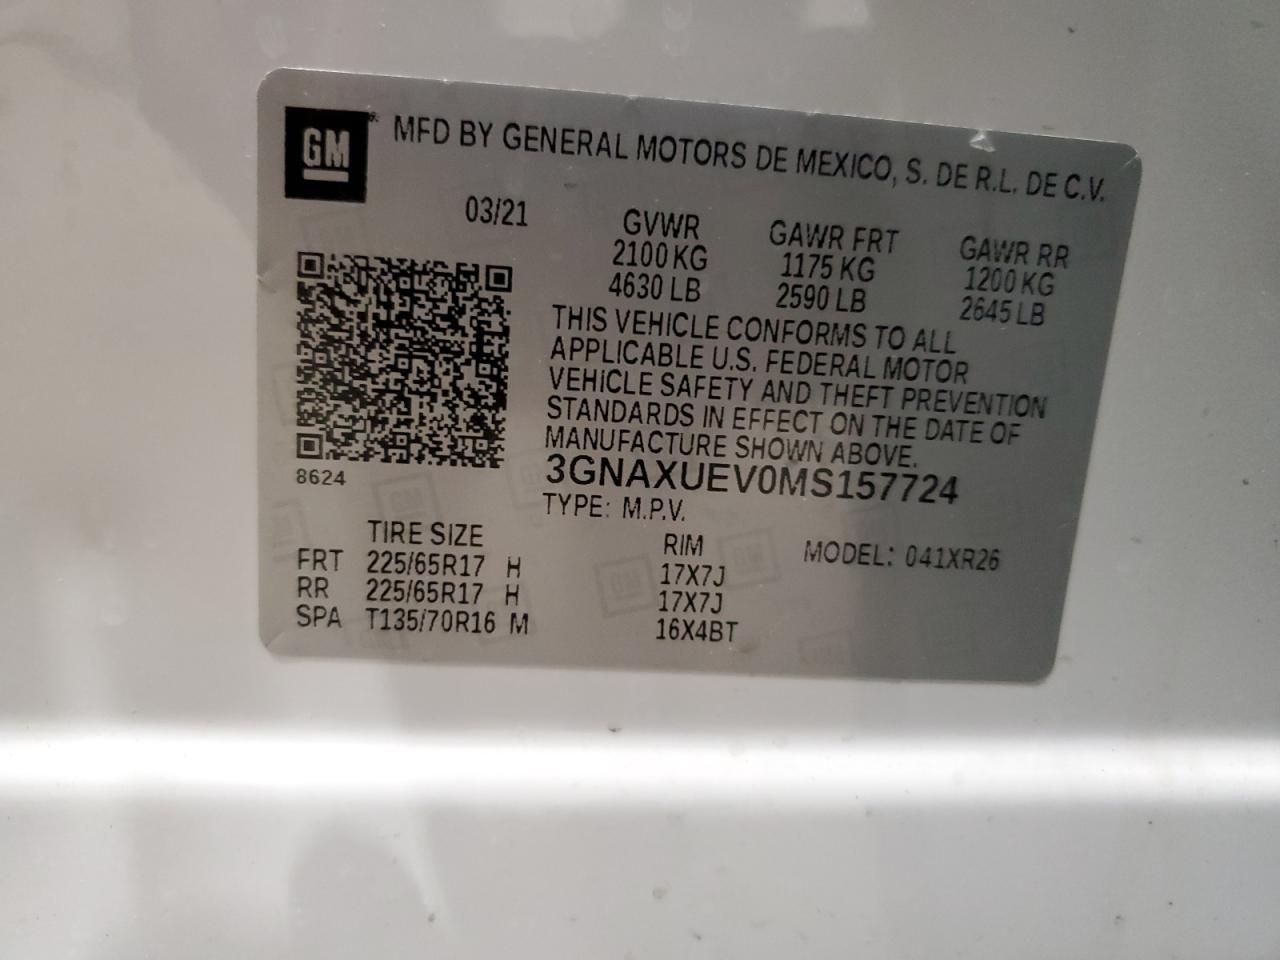 GM
MFD BY GENERAL MOTORS DE MEXICO, S. DE R.L. DE C.V.
03/21
GVWR GAWR FRT GAWR RR
2100 KG 1175 KG 1200 KG
4630 LB 2590 LB 2645 LB
THIS VEHICLE CONFORMS TO ALL
APPLICABLE U.S. FEDERAL MOTOR
VEHICLE SAFETY AND THEFT PREVENTION
STANDARDS IN EFFECT ON THE DATE OF
MANUFACTURE SHOWN ABOVE.
3GNAXUEV0MS157724
8624
TYPE: M.P.V.
MODEL: 041XR26
TIRE SIZE RIM
FRT 225/65R17 H 17X7J
RR 225/65R17 H 17X7J
SPA T135/70R16 M 16X4BT